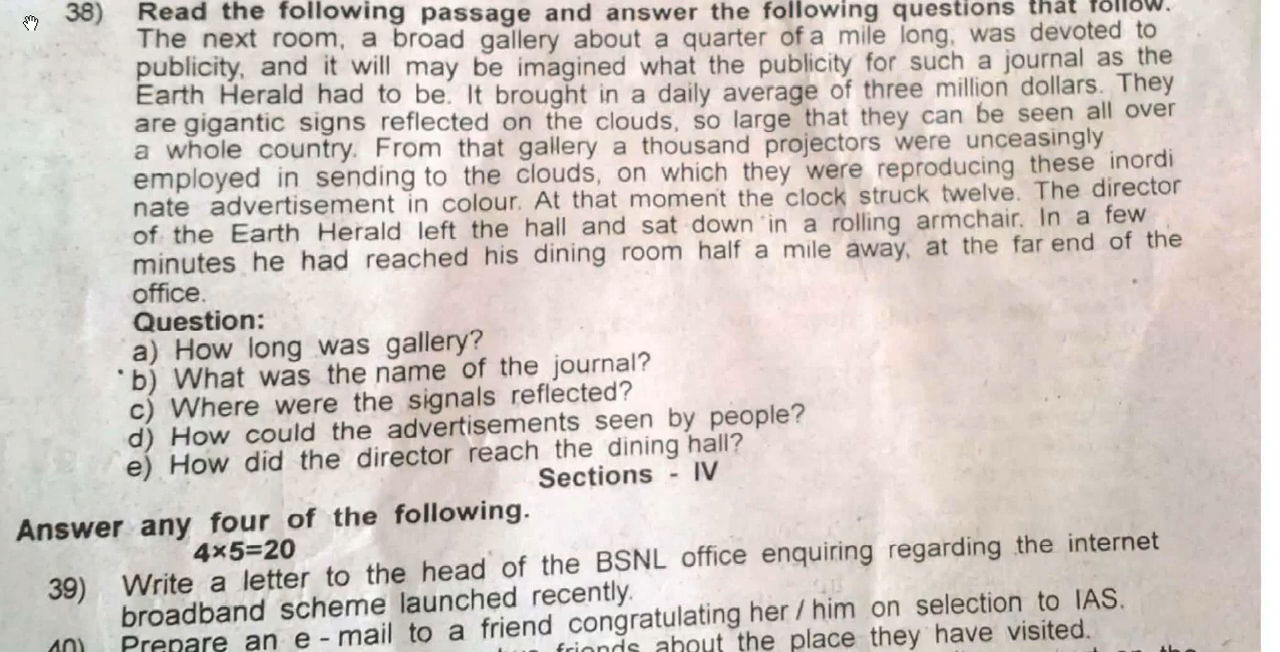 38) Read the following passage and answer the following questions that follow.
The next room, a broad gallery about a quarter of a mile long, was devoted to
publicity, and it will may be imagined what the publicity for such a journal as the
Earth Herald had to be. It brought in a daily average of three million dollars. They
are gigantic signs reflected on the clouds, so large that they can be seen all over
a whole country. From that gallery a thousand projectors were unceasingly
employed in sending to the clouds, on which they were reproducing these inordi
nate advertisement in colour. At that moment the clock struck twelve. The director
of the Earth Herald left the hall and sat down in a rolling armchair. In a few
minutes he had reached his dining room half a mile away, at the far end of the
office.
Question:
a) How long was gallery?
b) What was the name of the journal?
c) Where were the signals reflected?
d) How could the advertisements seen by people?
e) How did the director reach the dining hall?
Sections - IV
Answer any four of the following.
4×5=20
39) Write a letter to the head of the BSNL office enquiring regarding the internet
broadband scheme launched recently.
40) Prepare an e - mail to a friend congratulating her / him on selection to IAS.
friends about the place they have visited.